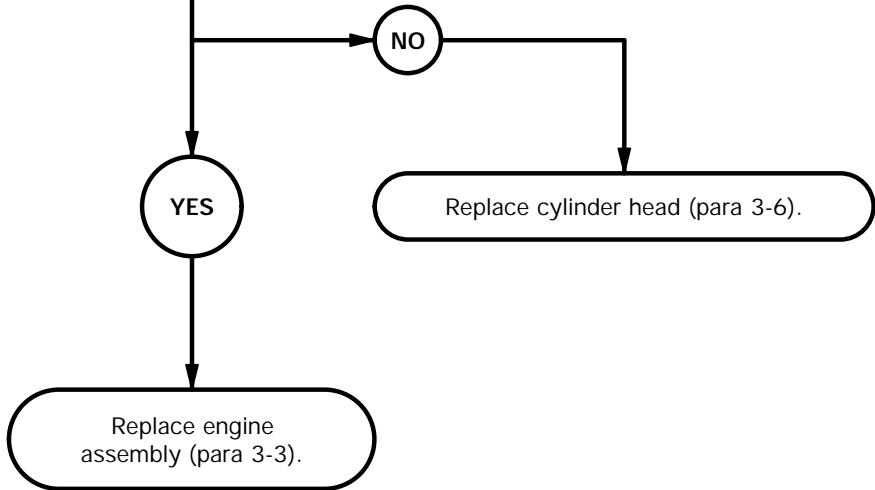 NO
YES
Replace cylinder head (para 3-6).
Replace engine
assembly (para 3-3).